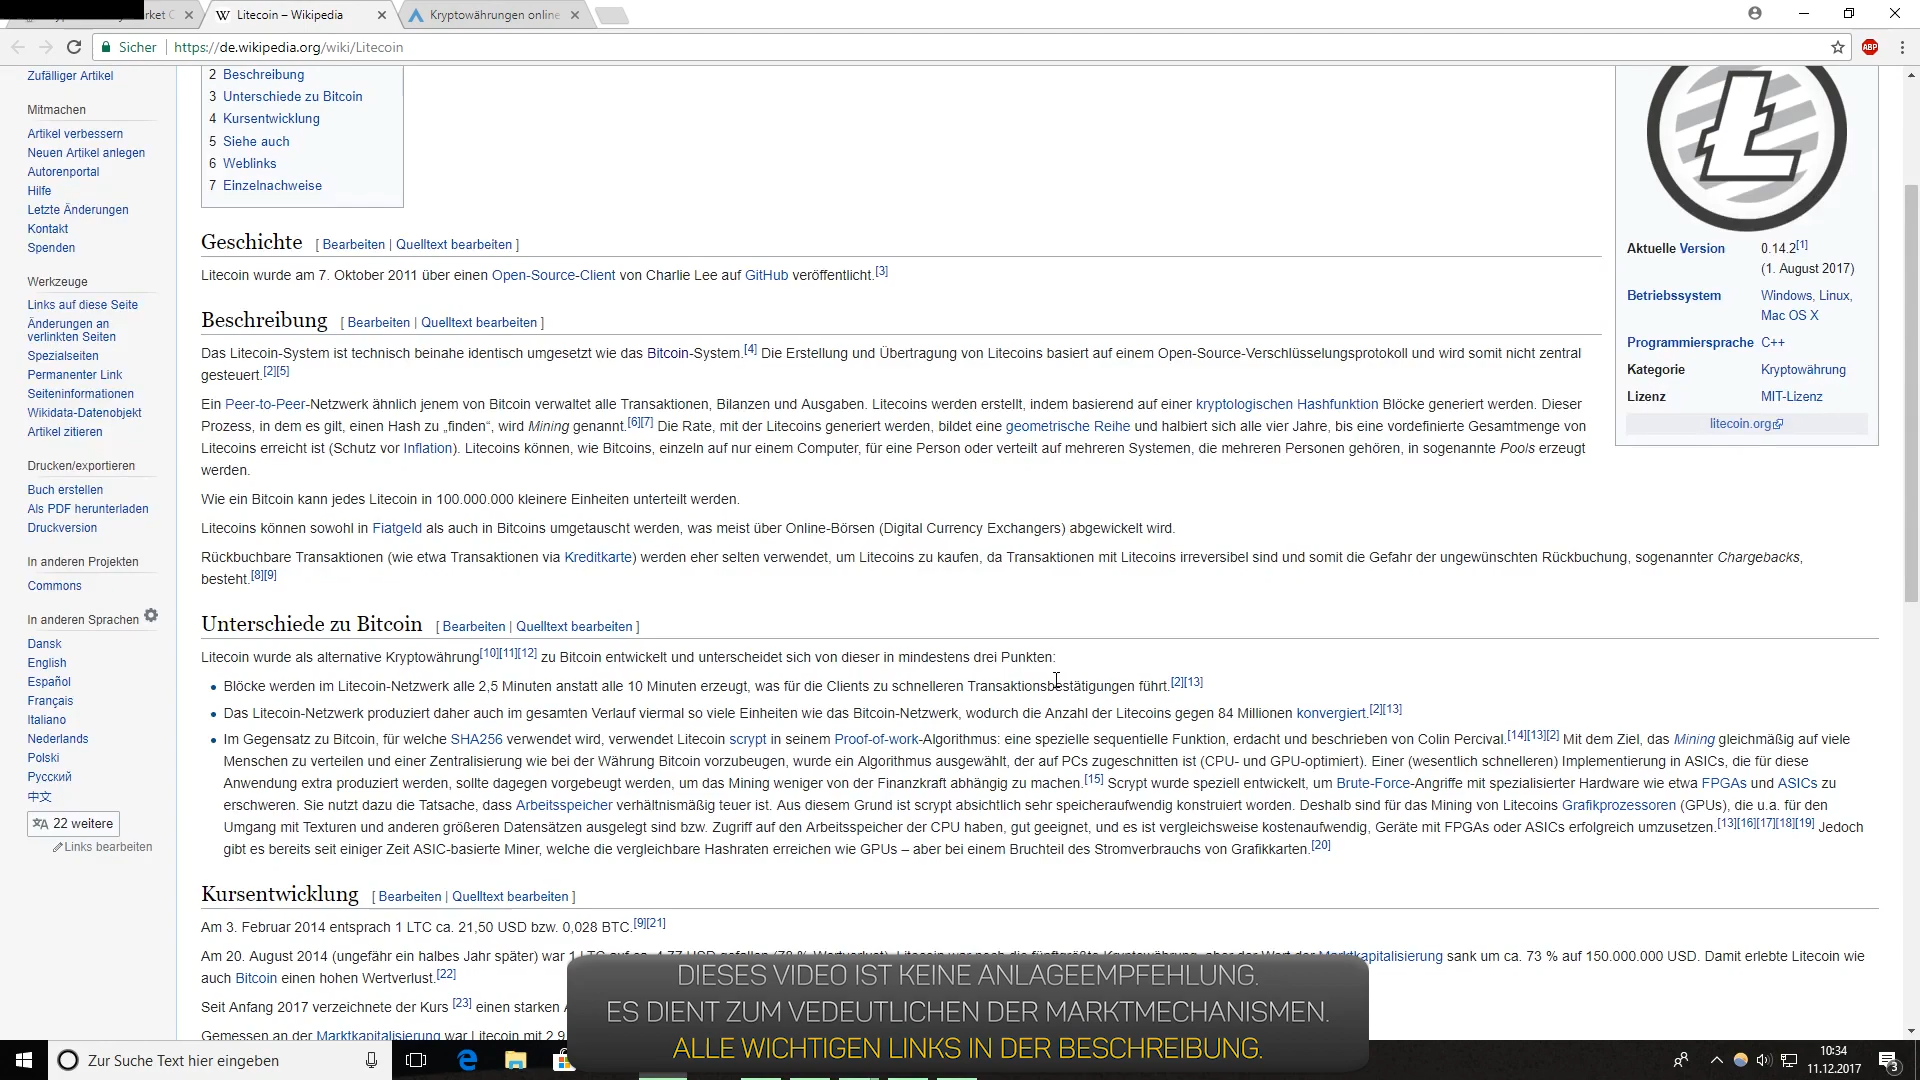 Litecoin – Wikipedia
Kryptowährungen online
Sicher
https://de.wikipedia.org/wiki/Litecoin
ABP
Zufälliger Artikel
Mitmachen
Artikel verbessern
Neuen Artikel anlegen
Autorenportal
Hilfe
Letzte Änderungen
Kontakt
Spenden
Werkzeuge
Links auf diese Seite
Änderungen an
verlinkten Seiten
Spezialseiten
Permanenter Link
Seiteninformationen
Wikidata-Datenobjekt
Artikel zitieren
Drucken/exportieren
Buch erstellen
Als PDF herunterladen
Druckversion
In anderen Projekten
Commons
In anderen Sprachen
Dansk
English
Español
Français
Italiano
Nederlands
Polski
Русский
中文
22 weitere
Links bearbeiten
2 Beschreibung
3 Unterschiede zu Bitcoin
4 Kursentwicklung
5 Siehe auch
6 Weblinks
7 Einzelnachweise
Geschichte [ Bearbeiten | Quelltext bearbeiten ]
Litecoin wurde am 7. Oktober 2011 über einen Open-Source-Client von Charlie Lee auf GitHub veröffentlicht.[3]
Beschreibung [ Bearbeiten | Quelltext bearbeiten ]
Das Litecoin-System ist technisch beinahe identisch umgesetzt wie das Bitcoin-System.[4] Die Erstellung und Übertragung von Litecoins basiert auf einem Open-Source-Verschlüsselungsprotokoll und wird somit nicht zentral
gesteuert.[2][5]
Ein Peer-to-Peer-Netzwerk ähnlich jenem von Bitcoin verwaltet alle Transaktionen, Bilanzen und Ausgaben. Litecoins werden erstellt, indem basierend auf einer kryptologischen Hashfunktion Blöcke generiert werden. Dieser
Prozess, in dem es gilt, einen Hash zu „finden“, wird Mining genannt.[6][7] Die Rate, mit der Litecoins generiert werden, bildet eine geometrische Reihe und halbiert sich alle vier Jahre, bis eine vordefinierte Gesamtmenge von
Litecoins erreicht ist (Schutz vor Inflation). Litecoins können, wie Bitcoins, einzeln auf nur einem Computer, für eine Person oder verteilt auf mehreren Systemen, die mehreren Personen gehören, in sogenannte Pools erzeugt
werden.
Wie ein Bitcoin kann jedes Litecoin in 100.000.000 kleinere Einheiten unterteilt werden.
Litecoins können sowohl in Fiatgeld als auch in Bitcoins umgetauscht werden, was meist über Online-Börsen (Digital Currency Exchangers) abgewickelt wird.
Rückbuchbare Transaktionen (wie etwa Transaktionen via Kreditkarte) werden eher selten verwendet, um Litecoins zu kaufen, da Transaktionen mit Litecoins irreversibel sind und somit die Gefahr der ungewünschten Rückbuchung, sogenannter Chargebacks,
besteht.[8][9]
Unterschiede zu Bitcoin [ Bearbeiten | Quelltext bearbeiten ]
Litecoin wurde als alternative Kryptowährung[10][11][12] zu Bitcoin entwickelt und unterscheidet sich von dieser in mindestens drei Punkten:
• Blöcke werden im Litecoin-Netzwerk alle 2,5 Minuten anstatt alle 10 Minuten erzeugt, was für die Clients zu schnelleren Transaktionsbestätigungen führt.[2][13]
• Das Litecoin-Netzwerk produziert daher auch im gesamten Verlauf viermal so viele Einheiten wie das Bitcoin-Netzwerk, wodurch die Anzahl der Litecoins gegen 84 Millionen konvergiert.[2][13]
• Im Gegensatz zu Bitcoin, für welche SHA256 verwendet wird, verwendet Litecoin scrypt in seinem Proof-of-work-Algorithmus: eine spezielle sequentielle Funktion, erdacht und beschrieben von Colin Percival.[14][13][2] Mit dem Ziel, das Mining gleichmäßig auf viele
Menschen zu verteilen und einer Zentralisierung wie bei der Währung Bitcoin vorzubeugen, wurde ein Algorithmus ausgewählt, der auf PCs zugeschnitten ist (CPU- und GPU-optimiert). Einer (wesentlich schnelleren) Implementierung in ASICs, die für diese
Anwendung extra produziert werden, sollte dagegen vorgebeugt werden, um das Mining weniger von der Finanzkraft abhängig zu machen.[15] Scrypt wurde speziell entwickelt, um Brute-Force-Angriffe mit spezialisierter Hardware wie etwa FPGAs und ASICs zu
erschweren. Sie nutzt dazu die Tatsache, dass Arbeitsspeicher verhältnismäßig teuer ist. Aus diesem Grund ist scrypt absichtlich sehr speicheraufwendig konstruiert worden. Deshalb sind für das Mining von Litecoins Grafikprozessoren (GPUs), die u.a. für den
Umgang mit Texturen und anderen größeren Datensätzen ausgelegt sind bzw. Zugriff auf den Arbeitsspeicher der CPU haben, gut geeignet, und es ist vergleichsweise kostenaufwendig, Geräte mit FPGAs oder ASICs erfolgreich umzusetzen.[13][16][17][18][19] Jedoch
gibt es bereits seit einiger Zeit ASIC-basierte Miner, welche die vergleichbare Hashraten erreichen wie GPUs – aber bei einem Bruchteil des Stromverbrauchs von Grafikkarten.[20]
Kursentwicklung [ Bearbeiten | Quelltext bearbeiten ]
Am 3. Februar 2014 entsprach 1 LTC ca. 21,50 USD bzw. 0,028 BTC.[9][21]
Am 20. August 2014 (ungefähr ein halbes Jahr später) war 1 Marktkapitalisierung sank um ca. 73 % auf 150.000.000 USD. Damit erlebte Litecoin wie
auch Bitcoin einen hohen Wertverlust.[22]
Seit Anfang 2017 verzeichnete der Kurs [23] einen starken
Gemessen an der Marktkapitalisierung war Litecoin mit 2,9
Aktuelle Version 0.14.2[1]
(1. August 2017)
Betriebssystem Windows, Linux,
Mac OS X
Programmiersprache C++
Kategorie Kryptowährung
Lizenz MIT-Lizenz
litecoin.org
DIESES VIDEO IST KEINE ANLAGEEMPFEHLUNG.
ES DIENT ZUM VEDEUTLICHEN DER MARKTMECHANISMEN.
ALLE WICHTIGEN LINKS IN DER BESCHREIBUNG.
Zur Suche Text hier eingeben
10:34
11.12.2017
3